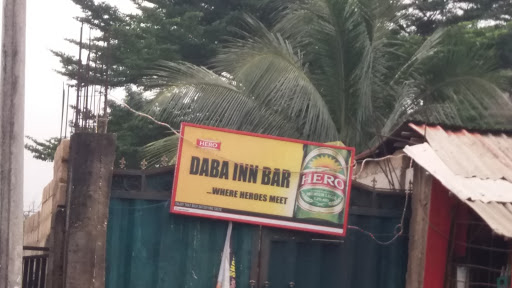 HERO
DABA INN BAR
...WHERE HEROES MEET
HERO